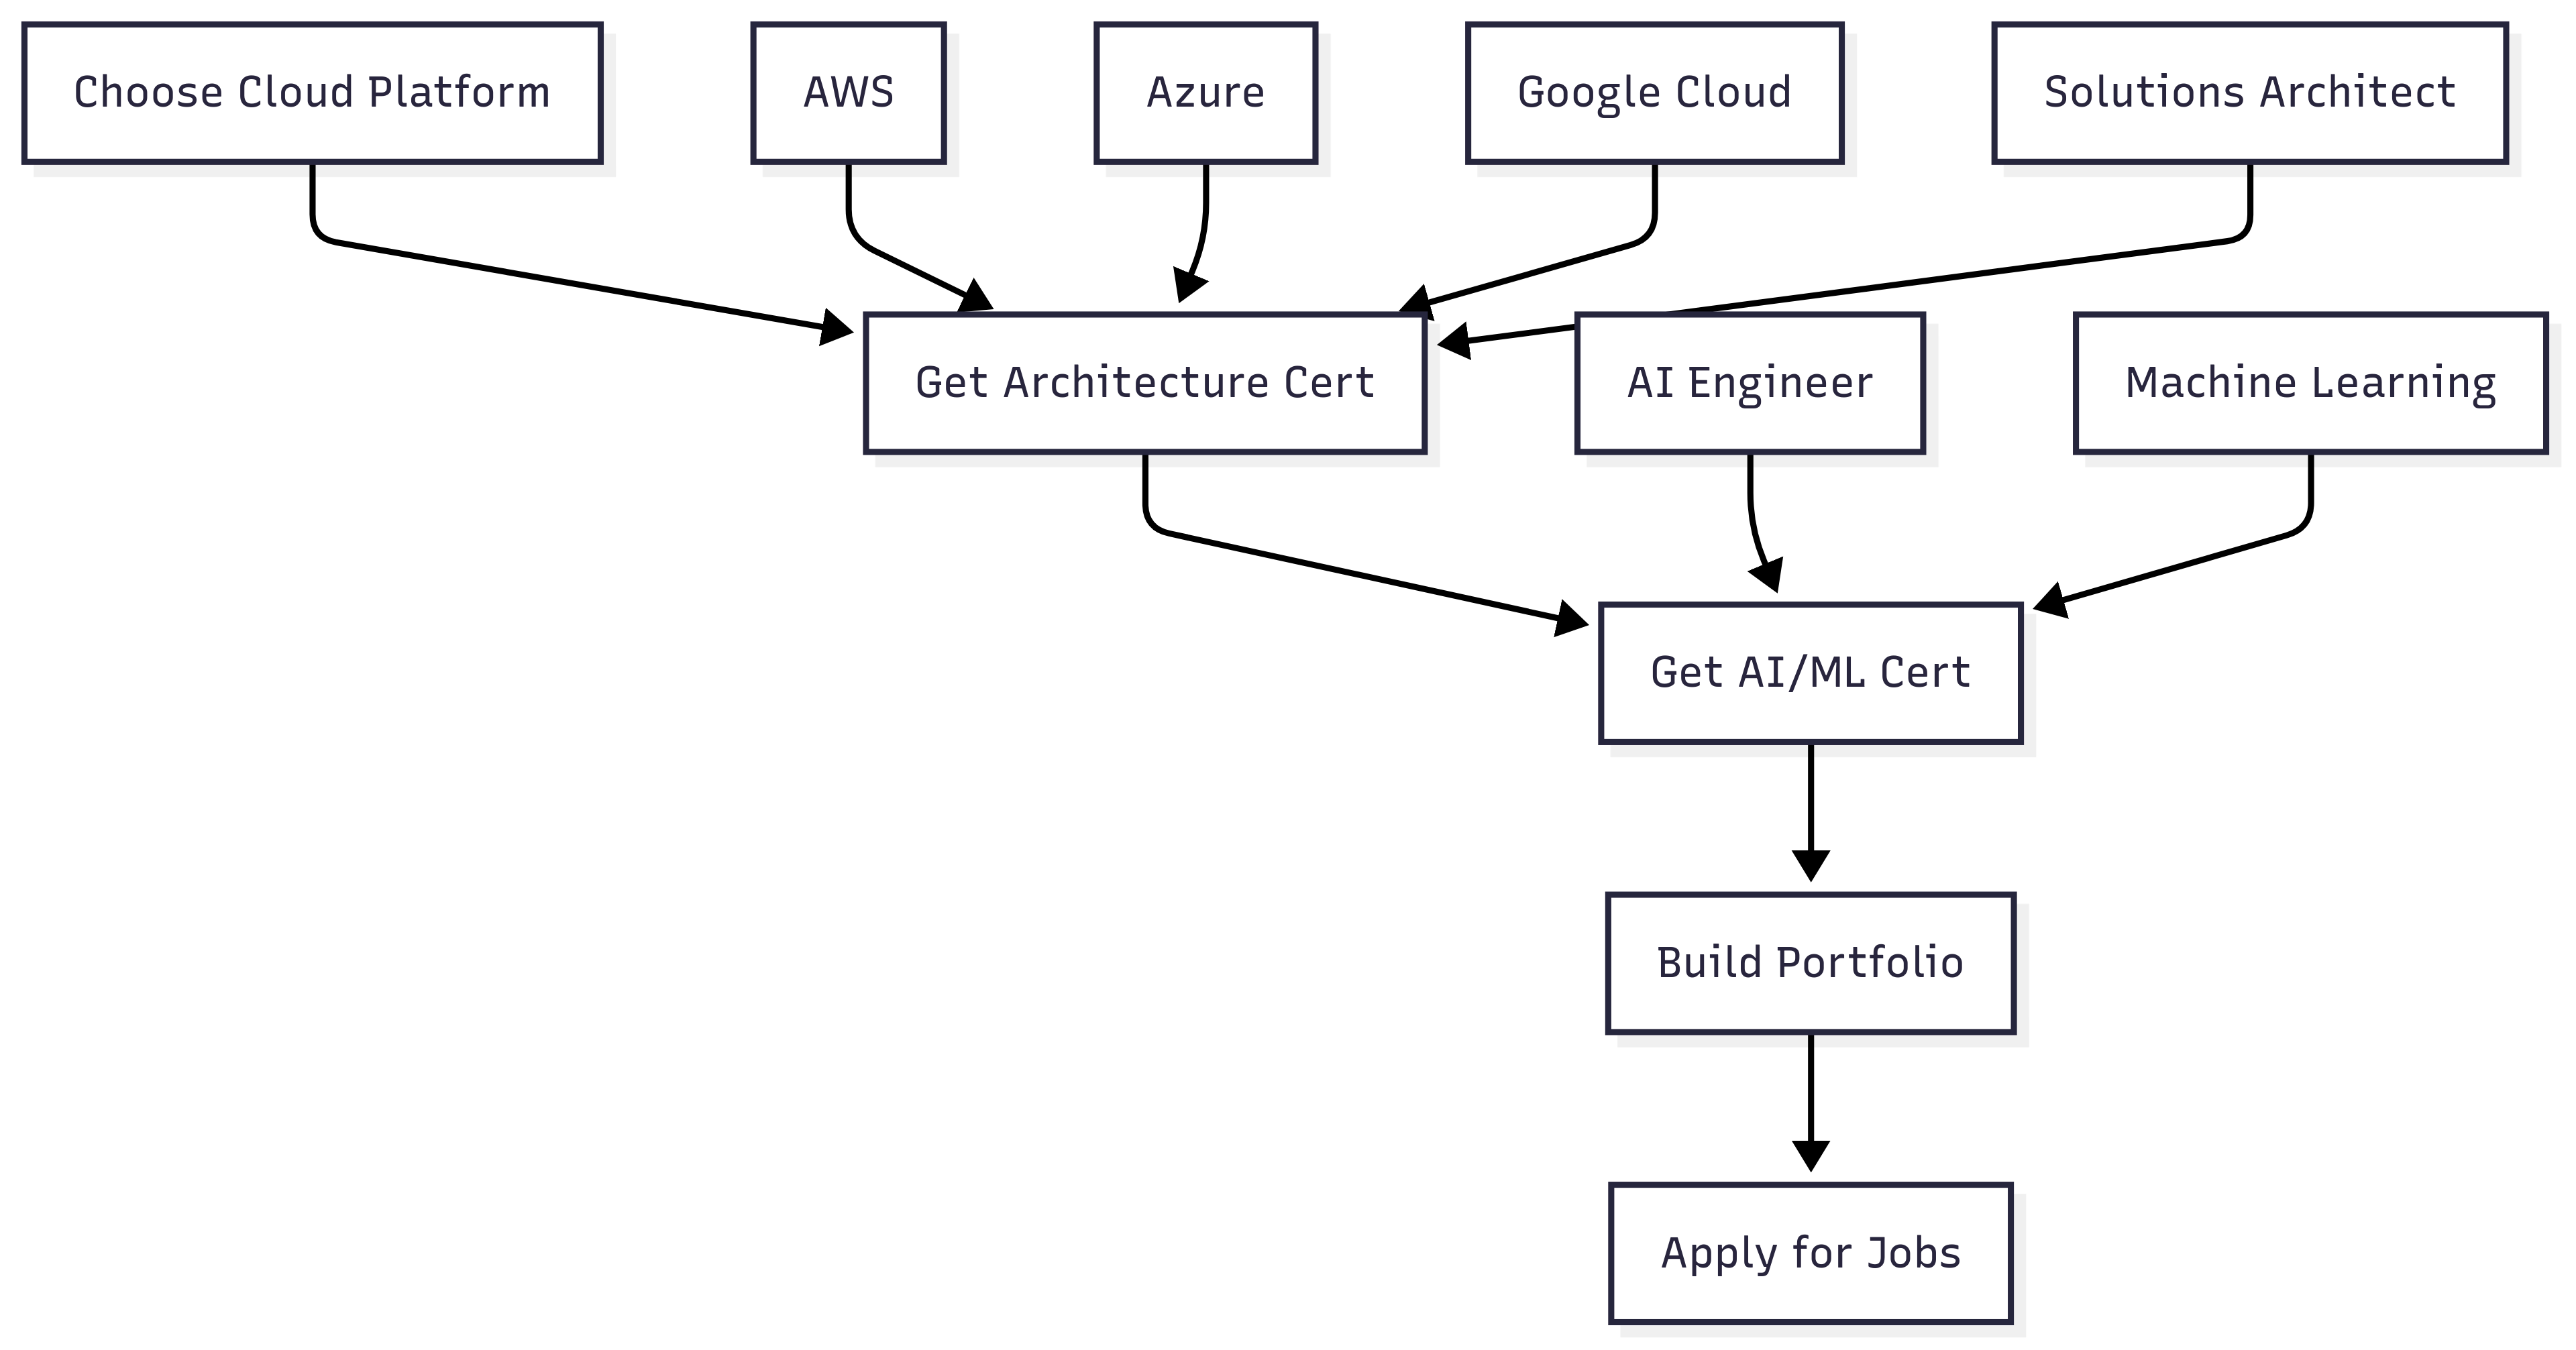 Choose Cloud Platform
AWS
Azure
Google Cloud
Solutions Architect
Get Architecture Cert
AI Engineer
Machine Learning
Get AI/ML Cert
Build Portfolio
Apply for Jobs